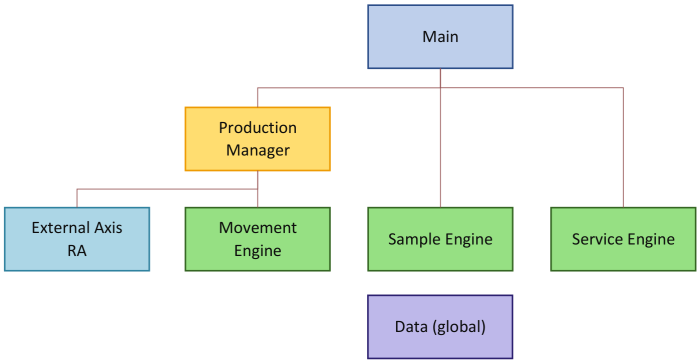 Main
Production
Manager
External Axis
RA
Movement
Engine
Sample Engine
Service Engine
Data (global)